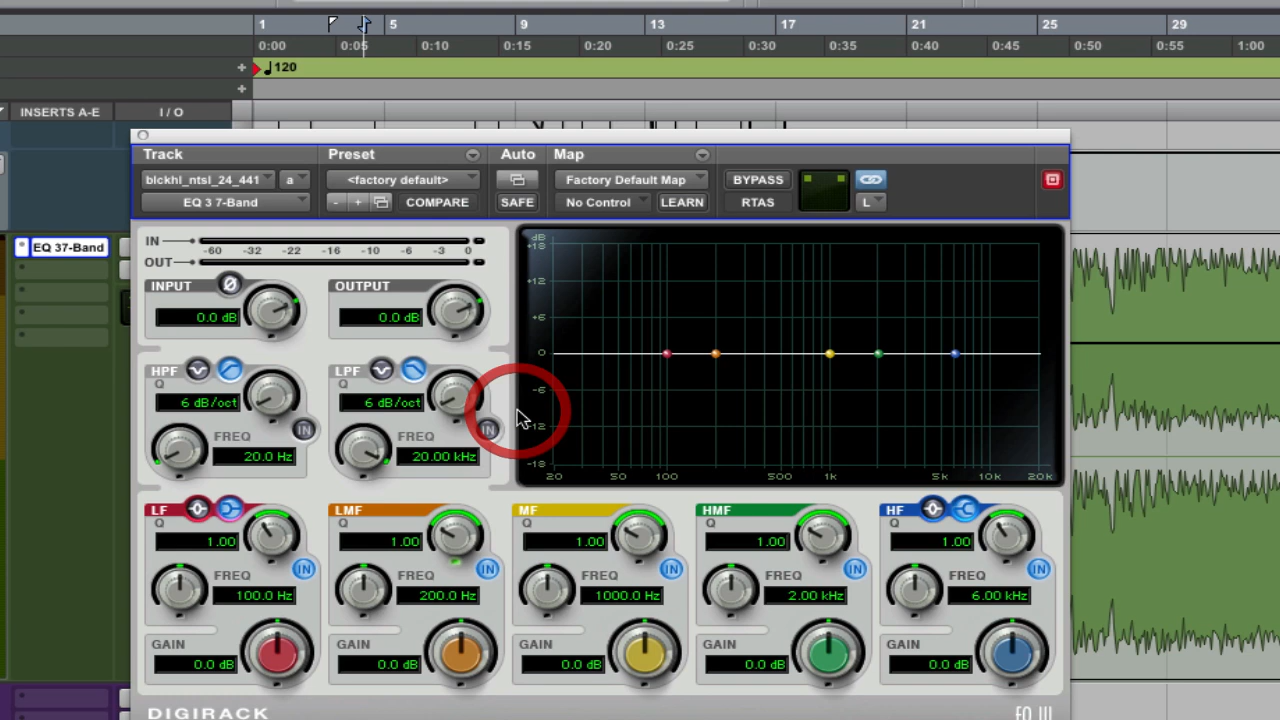 1 5 9 13 17 21 25 29
0:00 0:05 0:10 0:15 0:20 0:25 0:30 0:35 0:40 0:45 0:50 0:55 1:00
+ 120
+
INSERTS A-E I / O
Track Preset Auto Map
blckhl_ntsl_24_441 a <factory default> Factory Default Map BYPASS
EQ 3 7-Band - + COMPARE SAFE No Control LEARN RTAS L
EQ 37-Band
IN -60 -32 -22 -16 -10 -6 -3 0
OUT
INPUT Ø OUTPUT
0.0 dB 0.0 dB
HPF LPF
Q Q
6 dB/oct 6 dB/oct
IN IN
FREQ FREQ
20.0 Hz 20.00 kHz
dB
+18
+12
+6
0
-6
-12
-18
20 50 100 500 1k 5k 10k 20k
LF LMF MF HMF HF
Q Q Q Q Q
1.00 1.00 1.00 1.00 1.00
IN IN IN IN IN
FREQ FREQ FREQ FREQ FREQ
100.0 Hz 200.0 Hz 1000.0 Hz 2.00 kHz 6.00 kHz
GAIN GAIN GAIN GAIN GAIN
0.0 dB 0.0 dB 0.0 dB 0.0 dB 0.0 dB
DIGIRACK EQ III